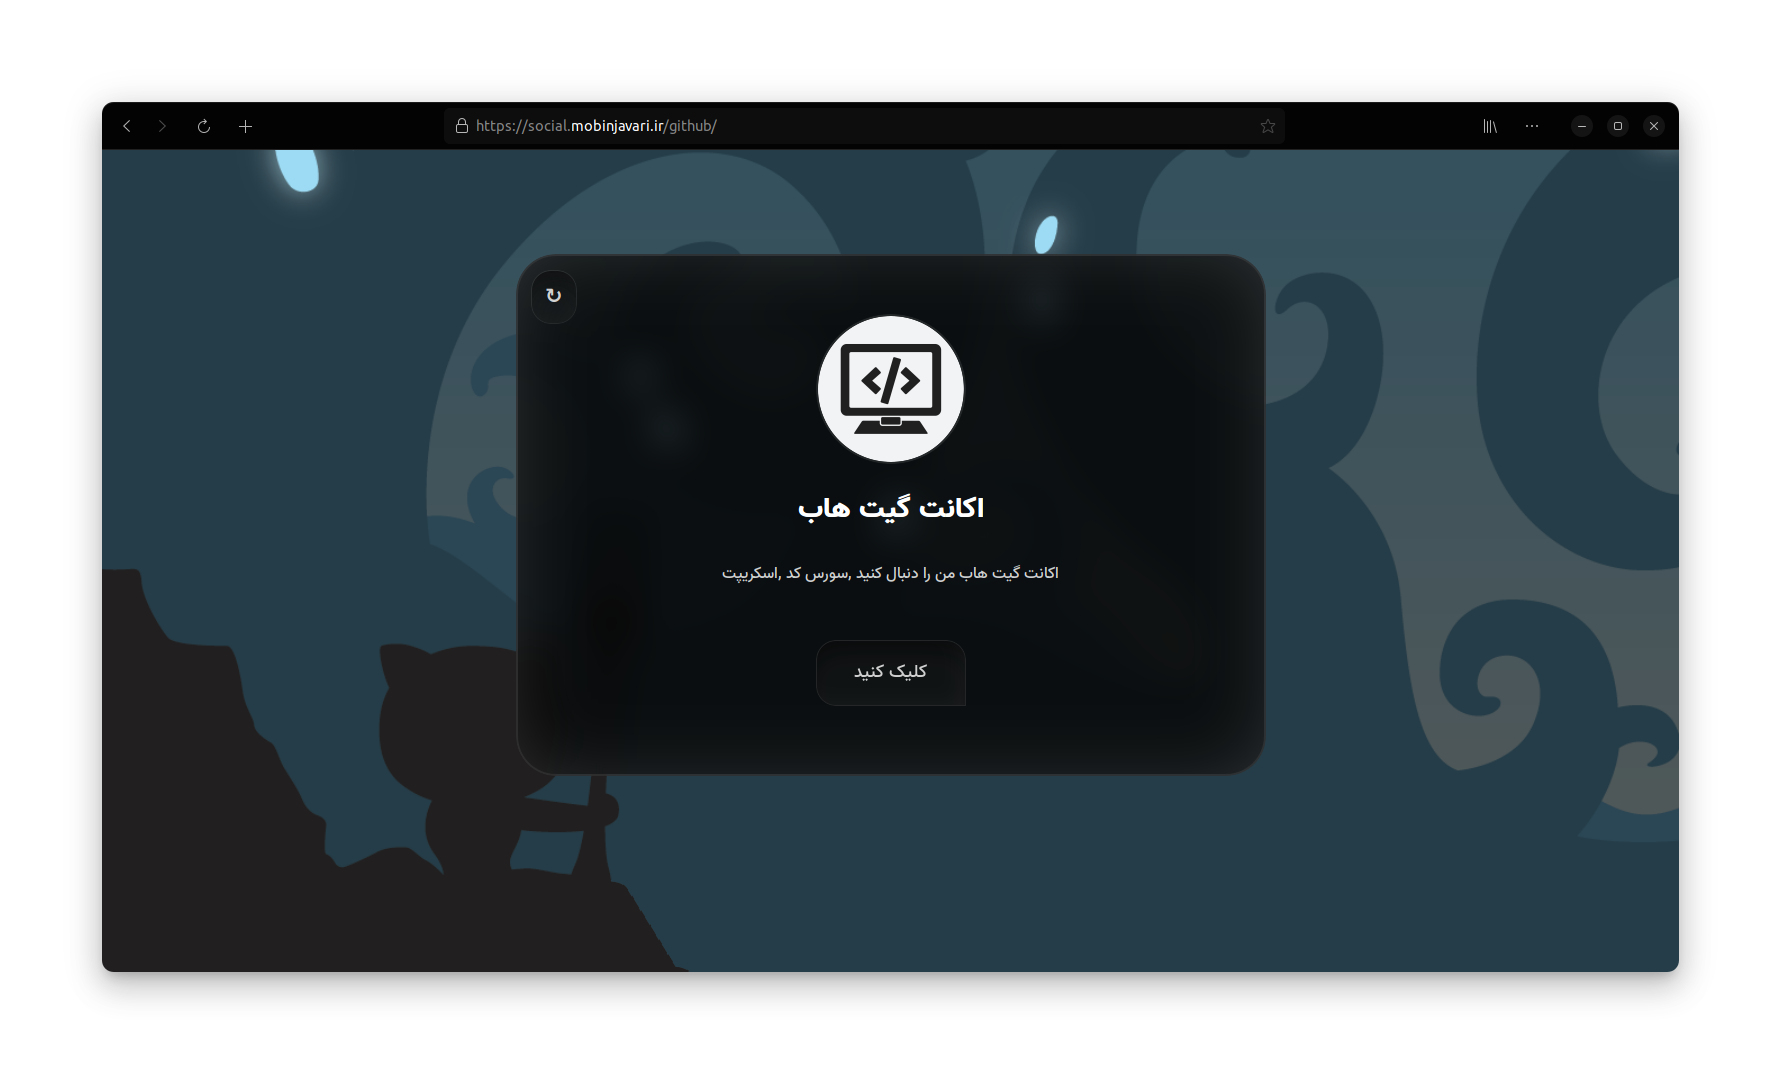 https://social.mobinjavari.ir/github/
↻
</>
اکانت گیت هاب
اکانت گیت هاب من را دنبال کنید ,سورس کد ,اسکریپت
کلیک کنید